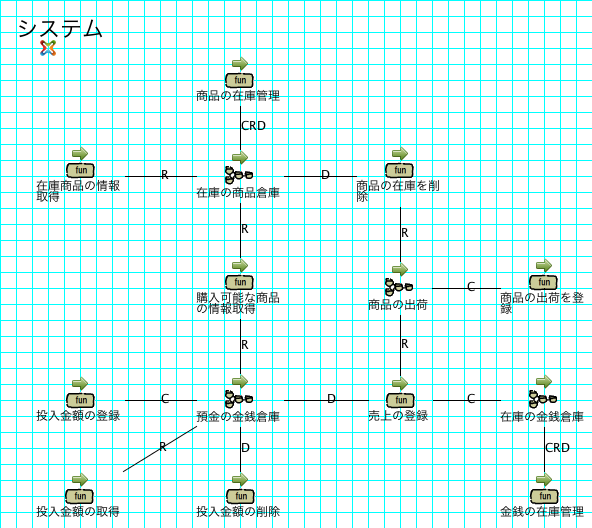 システム
fun
商品の在庫管理
CRD
fun
在庫商品の情報
取得
R
在庫の商品倉庫
D
fun
商品の在庫を削
除
R
R
fun
購入可能な商品
の情報取得
商品の出荷
C
fun
商品の出荷を登
録
R
R
fun
投入金額の登録
C
預金の金銭倉庫
D
fun
売上の登録
C
在庫の金銭倉庫
R
D
CRD
fun
投入金額の取得
fun
投入金額の削除
fun
金銭の在庫管理